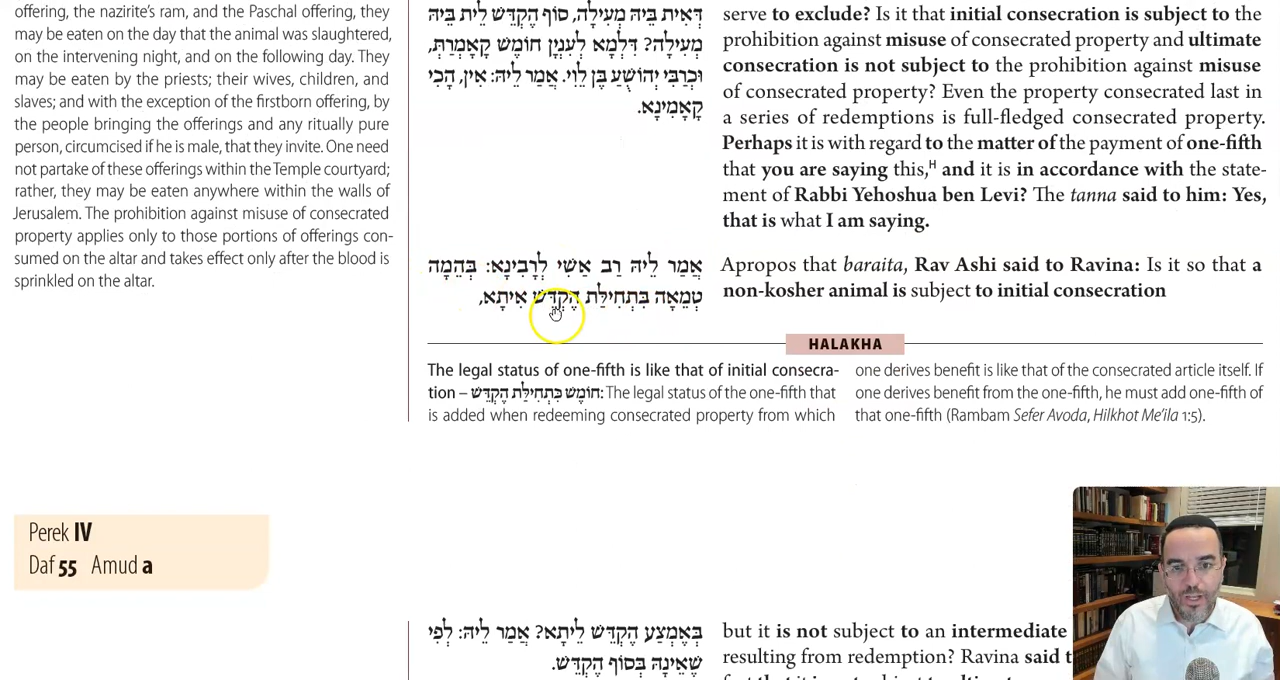 offering, the nazirite's ram, and the Paschal offering, they
may be eaten on the day that the animal was slaughtered,
on the intervening night, and on the following day. They
may be eaten by the priests; their wives, children, and
slaves; and with the exception of the firstborn offering, by
the people bringing the offerings and any ritually pure
person, circumcised if he is male, that they invite. One need
not partake of these offerings within the Temple courtyard;
rather, they may be eaten anywhere within the walls of
Jerusalem. The prohibition against misuse of consecrated
property applies only to those portions of offerings con-
sumed on the altar and takes effect only after the blood is
sprinkled on the altar.
דְּאִית בֵּיהּ מְעִילָה, סוֹף הֶקְדֵּשׁ לֵית בֵּיהּ
מְעִילָה? דִּלְמָא לְעִנְיַן חוֹמֶשׁ קָאָמְרַתְּ,
וּכְרַבִּי יְהוֹשֻׁעַ בֶּן לֵוִי. אֲמַר לֵיהּ: אִין, הָכִי
קָאָמֵינָא.
serve to exclude? Is it that initial consecration is subject to the
prohibition against misuse of consecrated property and ultimate
consecration is not subject to the prohibition against misuse
of consecrated property? Even the property consecrated last in
a series of redemptions is full-fledged consecrated property.
Perhaps it is with regard to the matter of the payment of one-fifth
that you are saying this,ᴴ and it is in accordance with the state-
ment of Rabbi Yehoshua ben Levi? The tanna said to him: Yes,
that is what I am saying.
אֲמַר לֵיהּ רַב אַשִׁי לְרָבִינָא: בְּהֵמָה
טְמֵאָה בִּתְחִילַּת הֶקְדֵּשׁ אִיתָא,
Apropos that baraita, Rav Ashi said to Ravina: Is it so that a
non-kosher animal is subject to initial consecration
HALAKHA
The legal status of one-fifth is like that of initial consecra-
tion – חוֹמֶשׁ כִּתְחִילַּת הֶקְדֵּשׁ: The legal status of the one-fifth that
is added when redeeming consecrated property from which
one derives benefit is like that of the consecrated article itself. If
one derives benefit from the one-fifth, he must add one-fifth of
that one-fifth (Rambam Sefer Avoda, Hilkhot Me'ila 1:5).
Perek IV
Daf 55 Amud a
בְּאֶמְצַע הֶקְדֵּשׁ לֵיתָא? אֲמַר לֵיהּ: לְפִי
שֶׁאֵינָהּ בְּסוֹף הֶקְדֵּשׁ.
but it is not subject to an intermediate
resulting from redemption? Ravina said